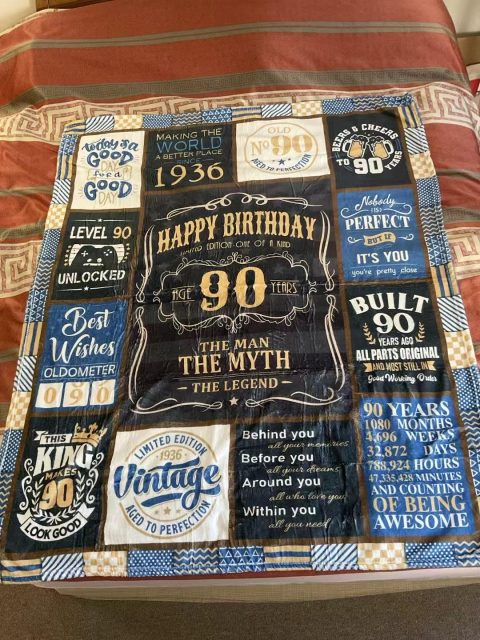 Today is a
GOOD
DAY
for a
GOOD
DAY
MAKING THE
WORLD
A BETTER PLACE
SINCE
1936
OLD
No 90
AGED TO PERFECTION
BEERS & CHEERS
TO 90 YEARS
LEVEL 90
UNLOCKED
HAPPY BIRTHDAY
LIMITED EDITION ONE OF A KIND
AGE 90 YEARS
THE MAN
THE MYTH
THE LEGEND
Nobody
IS
PERFECT
BUT IF
IT'S YOU
you're pretty close
Best
Wishes
OLDOMETER
090
BUILT
90
YEARS AGO
ALL PARTS ORIGINAL
AND MOST STILL IN
Good Working Order
THIS
KING
MAKES
90
LOOK GOOD
LIMITED EDITION
1936
Vintage
AGED TO PERFECTION
Behind you
all your memories
Before you
all your dreams
Around you
all who love you
Within you
all you need
90 YEARS
1080 MONTHS
4,696 WEEKS
32,872 DAYS
788,924 HOURS
47,335,428 MINUTES
AND COUNTING
OF BEING
AWESOME